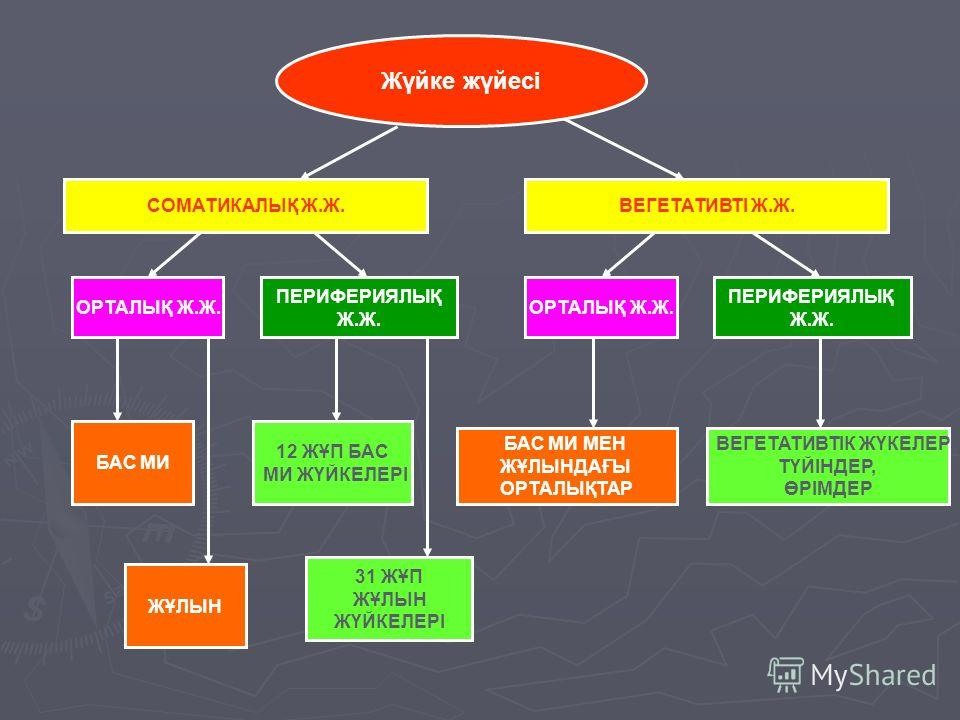 Жүйке жүйесі
СОМАТИКАЛЫҚ Ж.Ж.
ВЕГЕТАТИВТІ Ж.Ж.
ОРТАЛЫҚ Ж.Ж.
ПЕРИФЕРИЯЛЫҚ
Ж.Ж.
ОРТАЛЫҚ Ж.Ж.
ПЕРИФЕРИЯЛЫҚ
Ж.Ж.
БАС МИ
12 ЖҰП БАС
МИ ЖҮЙКЕЛЕРІ
БАС МИ МЕН
ЖҰЛЫНДАҒЫ
ОРТАЛЫҚТАР
ВЕГЕТАТИВТІК ЖҮКЕЛЕР
ТҮЙІНДЕР,
ӨРІМДЕР
ЖҰЛЫН
31 ЖҰП
ЖҰЛЫН
ЖҮЙКЕЛЕРІ
MyShared